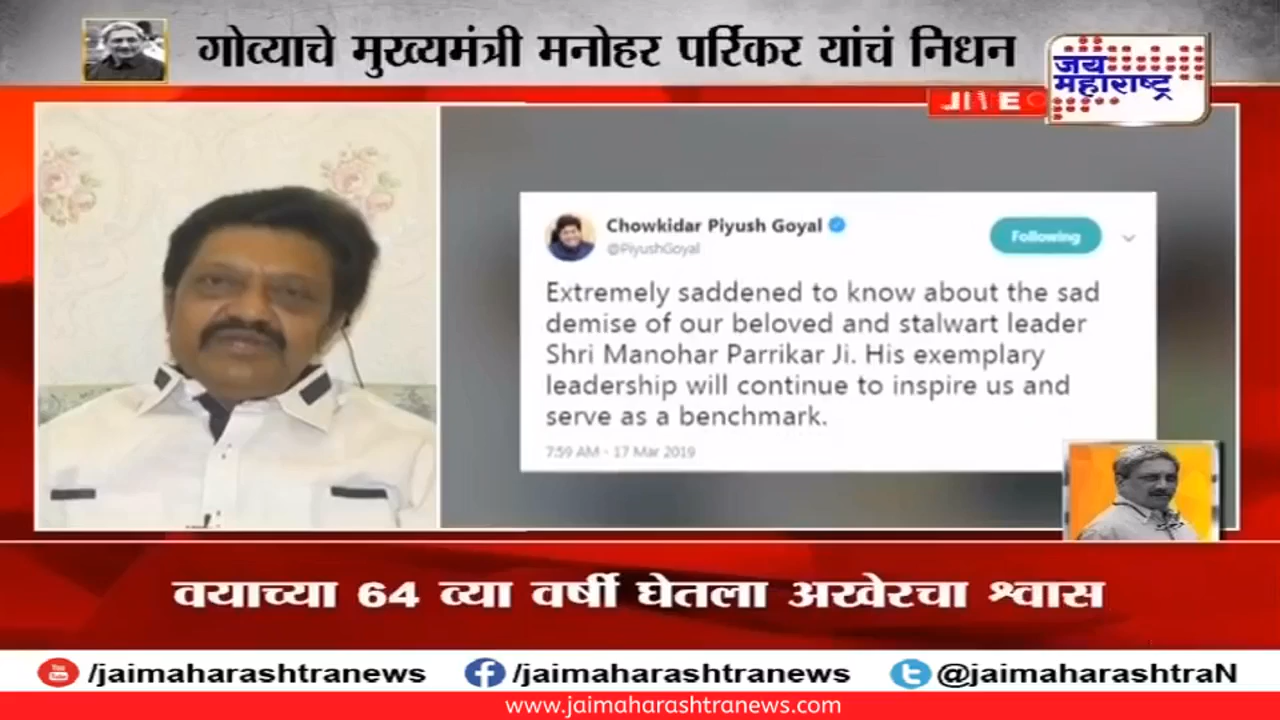 गोव्याचे मुख्यमंत्री मनोहर पर्रिकर यांचं निधन
जय
महाराष्ट्र
Chowkidar Piyush Goyal
@PiyushGoyal
Following
Extremely saddened to know about the sad
demise of our beloved and stalwart leader
Shri Manohar Parrikar Ji. His exemplary
leadership will continue to inspire us and
serve as a benchmark.
7:59 AM - 17 Mar 2019
वयाच्या 64 व्या वर्षी घेतला अखेरचा श्वास
You
Tube
/jaimaharashtranews
/jaimaharashtranews
@jaimaharashtraN
www.jaimaharashtranews.com